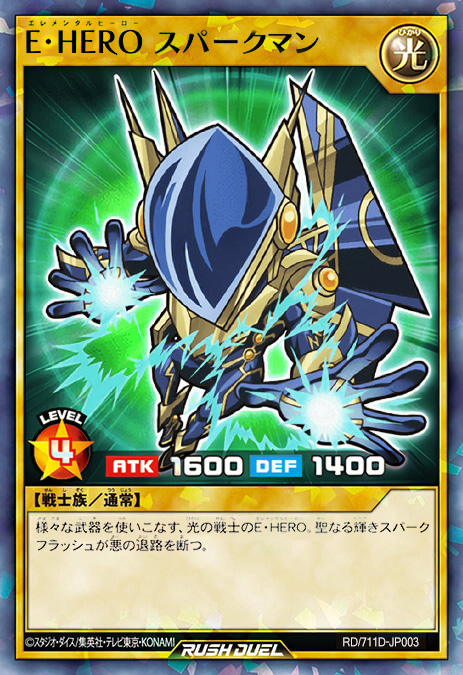 エレメンタルヒーロー
E・HERO スパークマン
ひかり
光
LEVEL
4
ATK 1600 DEF 1400
【戦士族／通常】
様々な武器を使いこなす、光の戦士のE・HERO。聖なる輝きスパーク
フラッシュが悪の退路を断つ。
©スタジオ・ダイス/集英社・テレビ東京・KONAMI
RUSH DUEL
RD/711D-JP003